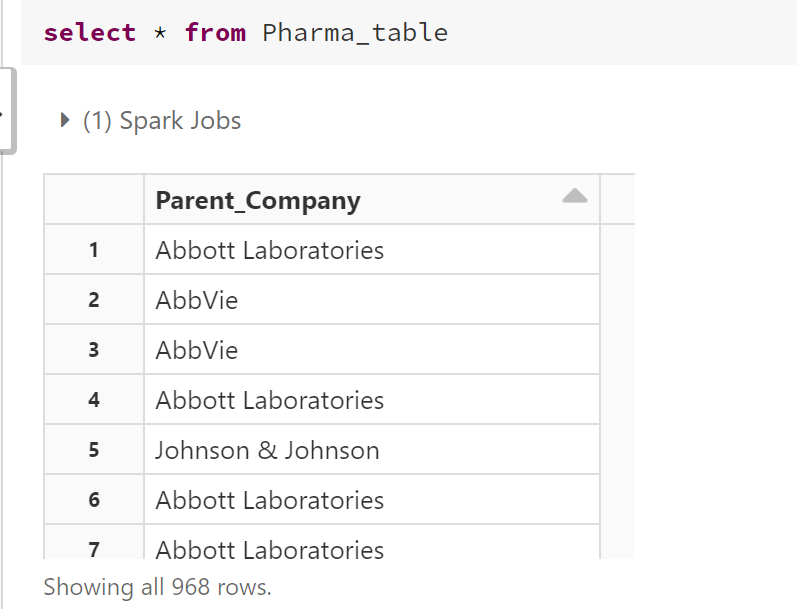 select * from Pharma_table
(1) Spark Jobs
Parent_Company
1 Abbott Laboratories
2 AbbVie
3 AbbVie
4 Abbott Laboratories
5 Johnson & Johnson
6 Abbott Laboratories
7 Abbott Laboratories
Showing all 968 rows.